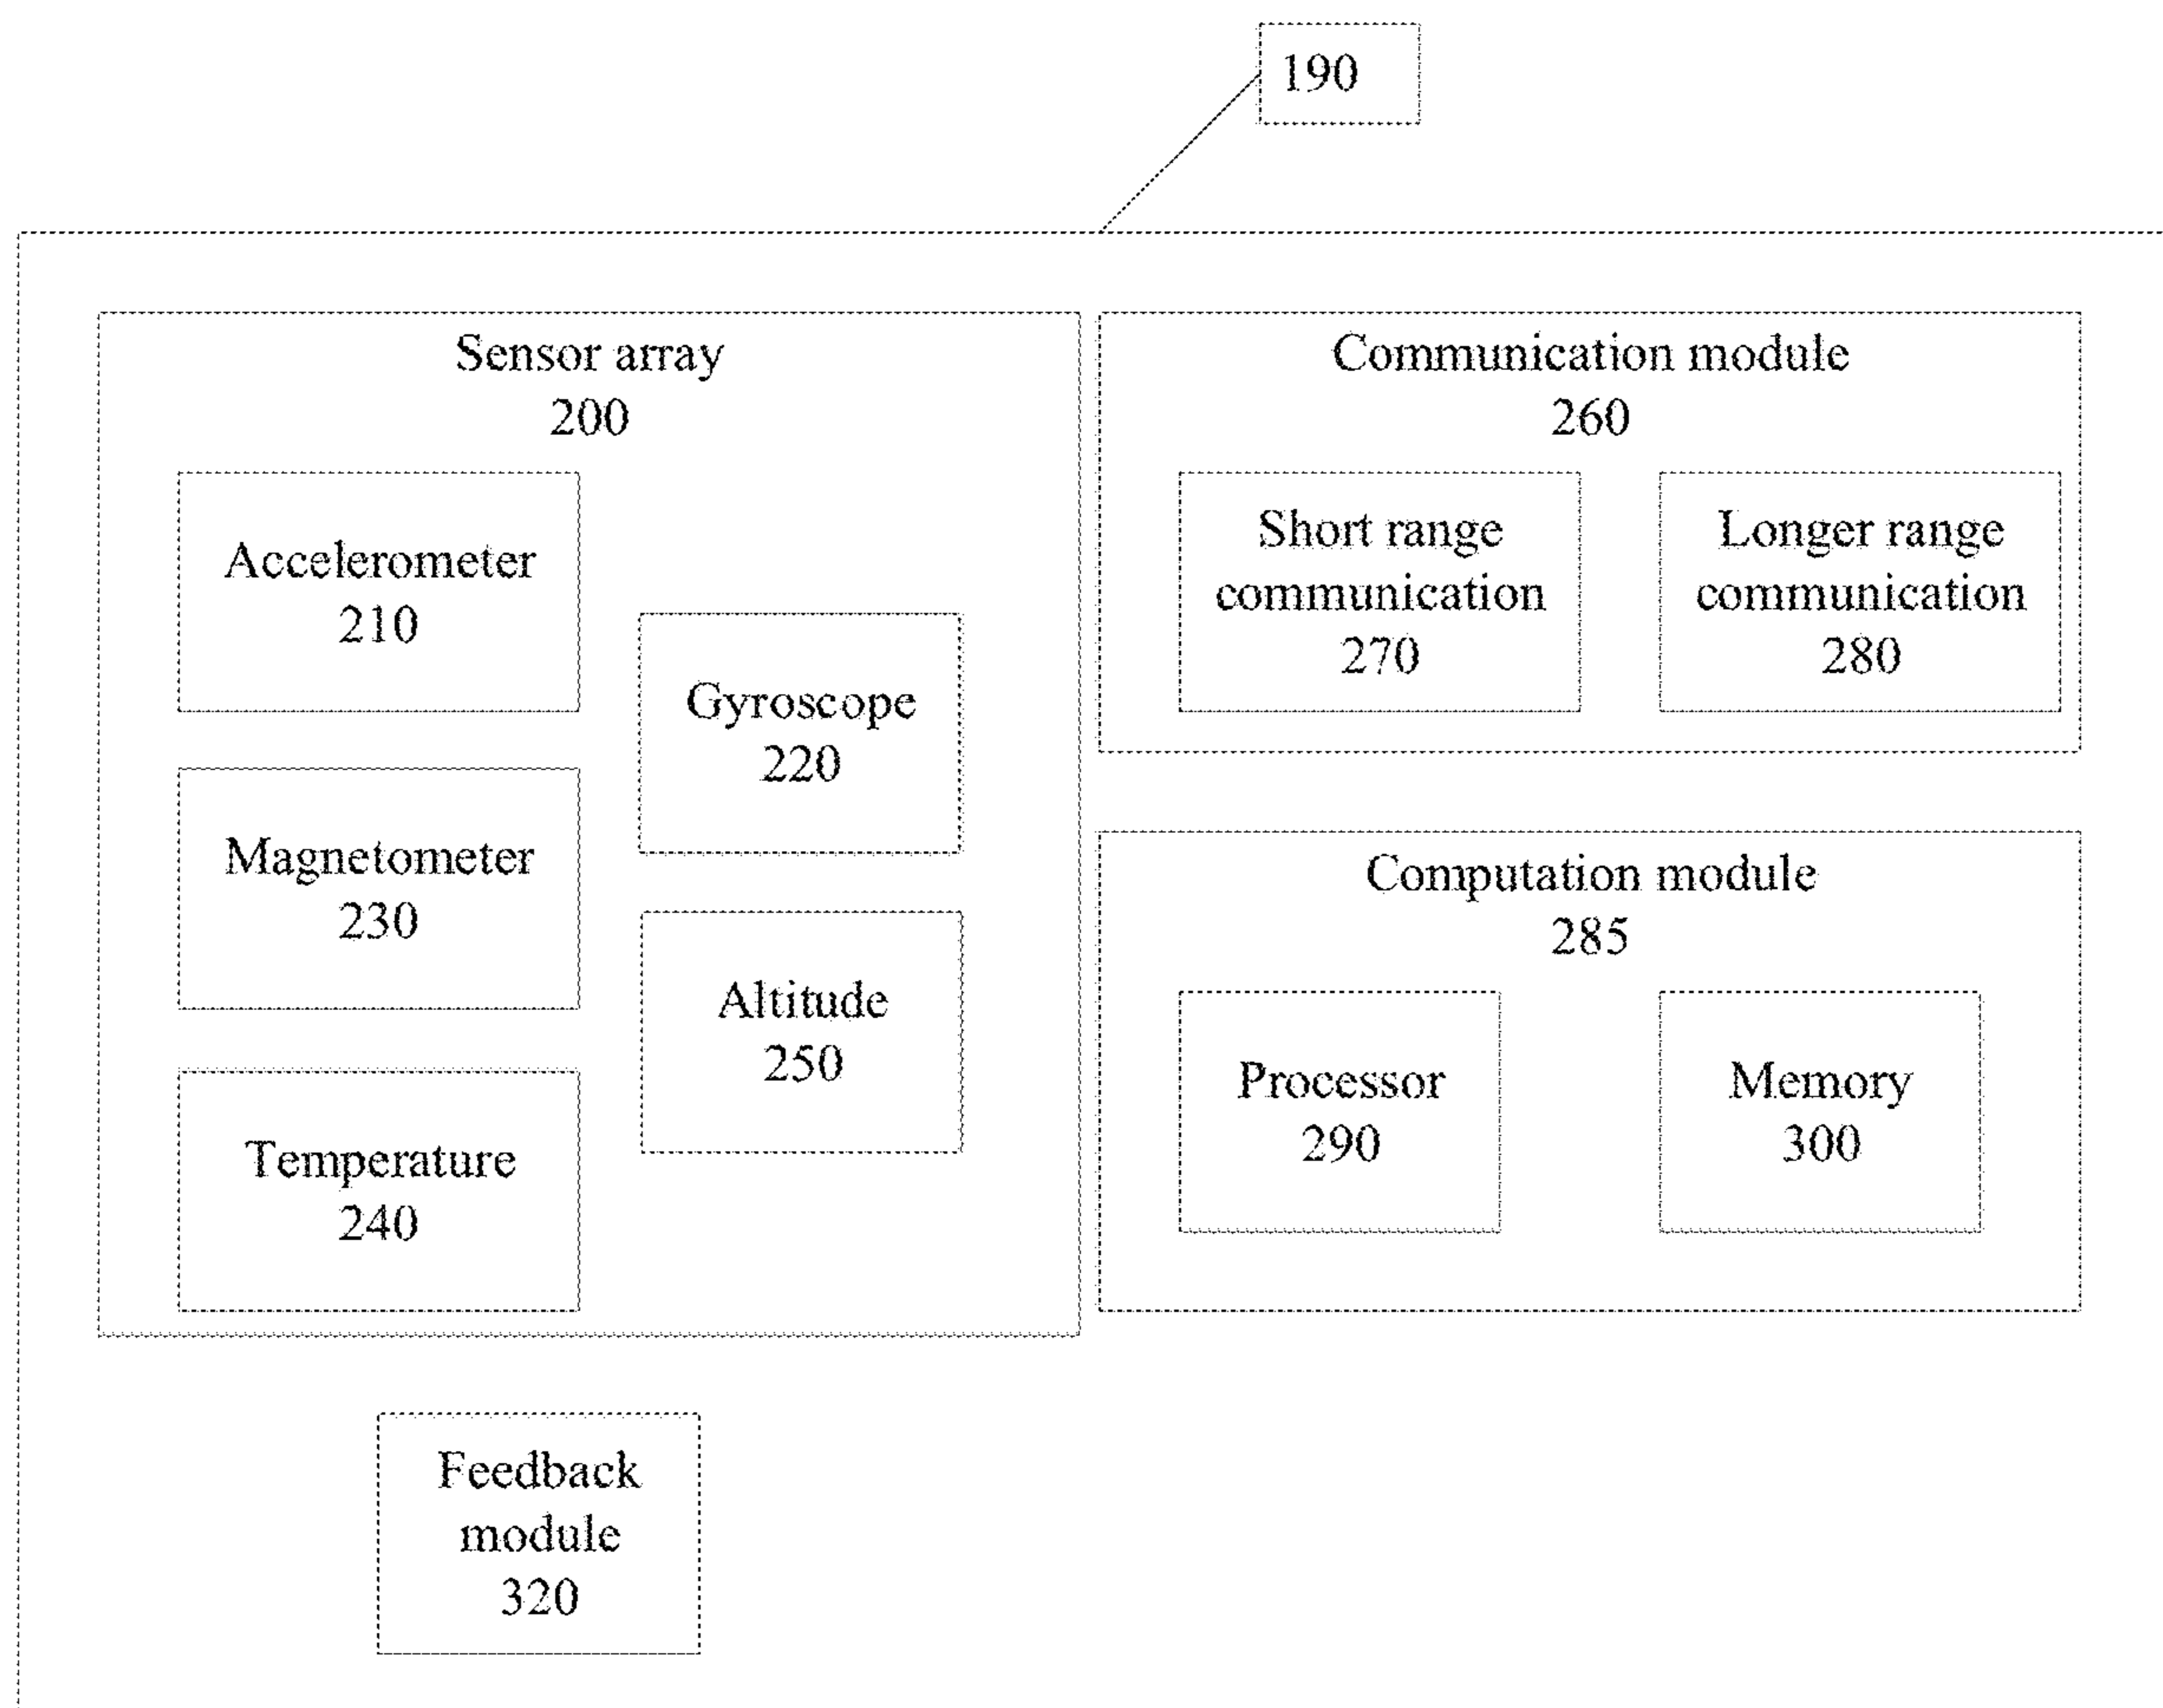 190
Sensor array
200
Accelerometer
210
Gyroscope
220
Magnetometer
230
Altitude
250
Temperature
240
Communication module
260
Short range
communication
270
Longer range
communication
280
Computation module
285
Processor
290
Memory
300
Feedback
module
320